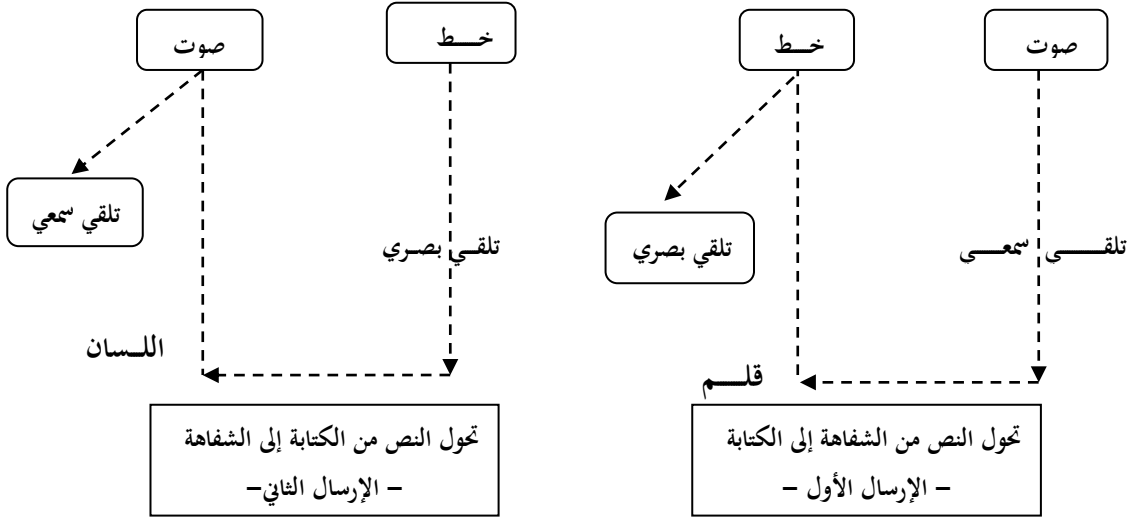 صوت
خط
تلقي سمعي
تلقي بصري
قلم
تحول النص من الشفاهة إلى الكتابة
– الإرسال الأول –
خط
صوت
تلقي بصري
تلقي سمعي
اللسان
تحول النص من الكتابة إلى الشفاهة
– الإرسال الثاني–